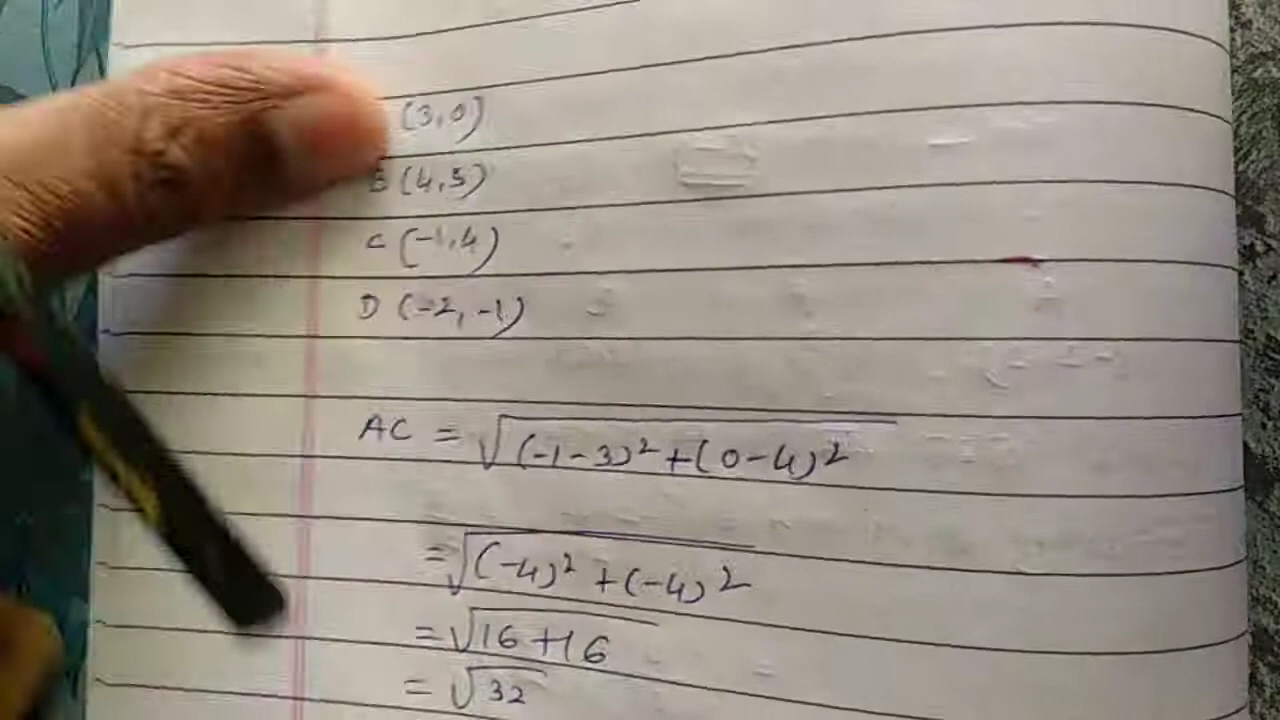 (3,0)
B (4,5)
C (-1,4)
D (-2,-1)
AC = √(-1-3)² + (0-4)²
= √(-4)² + (-4)²
= √16 + 16
= √32